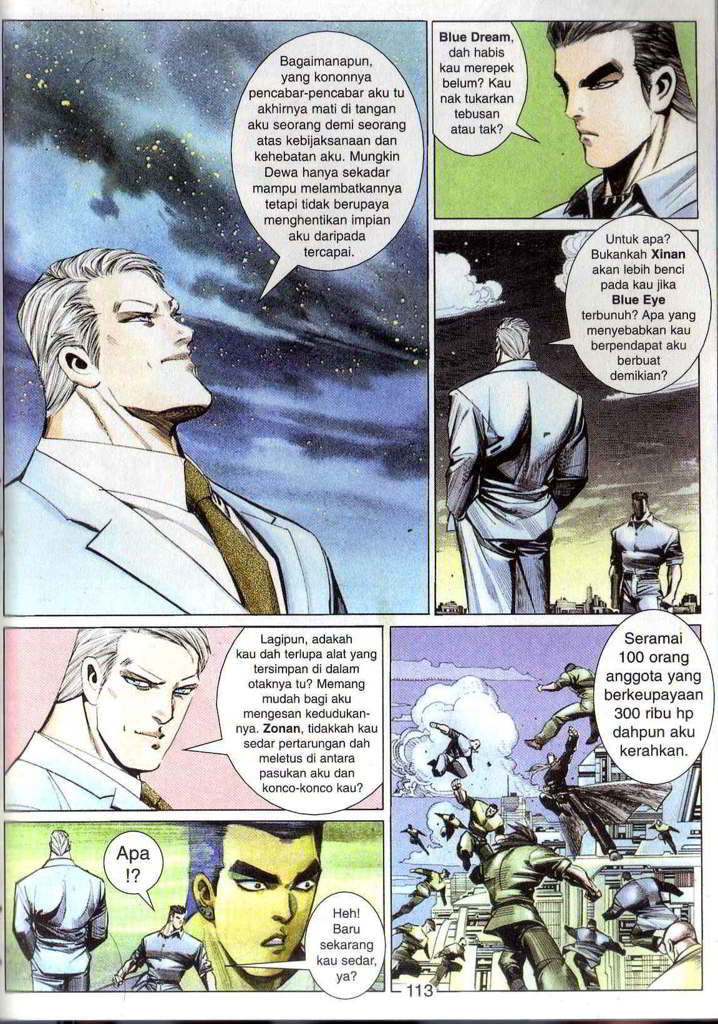 Bagaimanapun,
yang kononnya
pencabar-pencabar aku tu
akhirnya mati di tangan
aku seorang demi seorang
atas kebijaksanaan dan
kehebatan aku. Mungkin
Dewa hanya sekadar
mampu melambatkannya
tetapi tidak berupaya
menghentikan impian
aku daripada
tercapai.
Blue Dream,
dah habis
kau merepek
belum? Kau
nak tukarkan
tebusan
atau tak?
Untuk apa?
Bukankah Xinan
akan lebih benci
pada kau jika
Blue Eye
terbunuh? Apa yang
menyebabkan kau
berpendapat aku
berbuat
demikian?
Lagipun, adakah
kau dah terlupa alat yang
tersimpan di dalam
otaknya tu? Memang
mudah bagi aku
mengesan kedudukan-
nya. Zonan, tidakkah kau
sedar pertarungan dah
meletus di antara
pasukan aku dan
konco-konco kau?
Seramai
100 orang
anggota yang
berkeupayaan
300 ribu hp
dahpun aku
kerahkan.
Apa
!?
Heh!
Baru
sekarang
kau sedar,
ya?
113